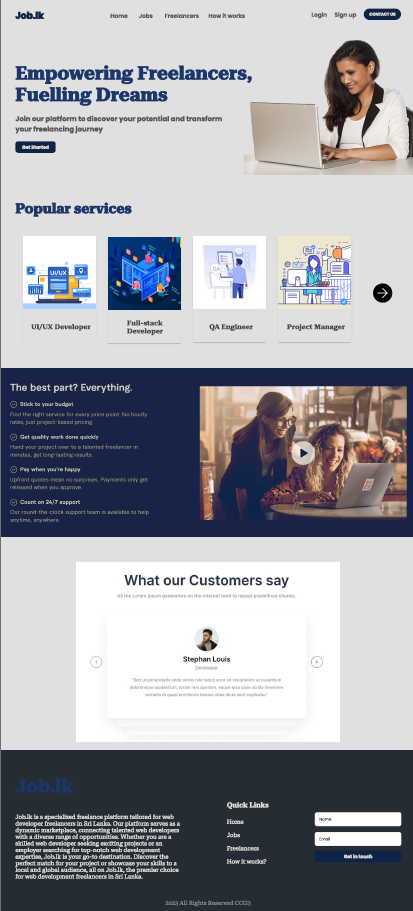 Job.lk
Home Jobs Freelancers How it works
Login Sign up CONTACT US
Empowering Freelancers,
Fuelling Dreams
Join our platform to discover your potential and transform
your freelancing journey
Get Started
Popular services
UI/UX
UI/UX Developer
Full-stack
Developer
QA Engineer
Project Manager
The best part? Everything.
Stick to your budget
Find the right service for every price point. No hourly
rates, just project-based pricing.
Get quality work done quickly
Hand your project over to a talented freelancer in
minutes, get long-lasting results.
Pay when you're happy
Upfront quotes mean no surprises. Payments only get
released when you approve.
Count on 24/7 support
Our round-the-clock support team is available to help
anytime, anywhere.
What our Customers say
All the Lorem Ipsum generators on the Internet tend to repeat predefined chunks.
Stephan Louis
Developer
"Sed ut perspiciatis unde omnis iste natus error sit voluptatem accusantium
doloremque laudantium, totam rem aperiam, eaque ipsa quae ab illo inventore
veritatis et quasi architecto beatae vitae dicta sunt explicabo."
Job.lk
Job.lk is a specialized freelance platform tailored for web
developer freelancers in Sri Lanka. Our platform serves as a
dynamic marketplace, connecting talented web developers
with a diverse range of opportunities. Whether you are a
skilled web developer seeking exciting projects or an
employer searching for top-notch web development
expertise, Job.lk is your go-to destination. Discover the
perfect match for your project or showcase your skills to a
local and global audience, all on Job.lk, the premier choice
for web development freelancers in Sri Lanka.
Quick Links
Home
Jobs
Freelancers
How it works?
Name
Email
Get in touch
2023 All Rights Reserved CCG3